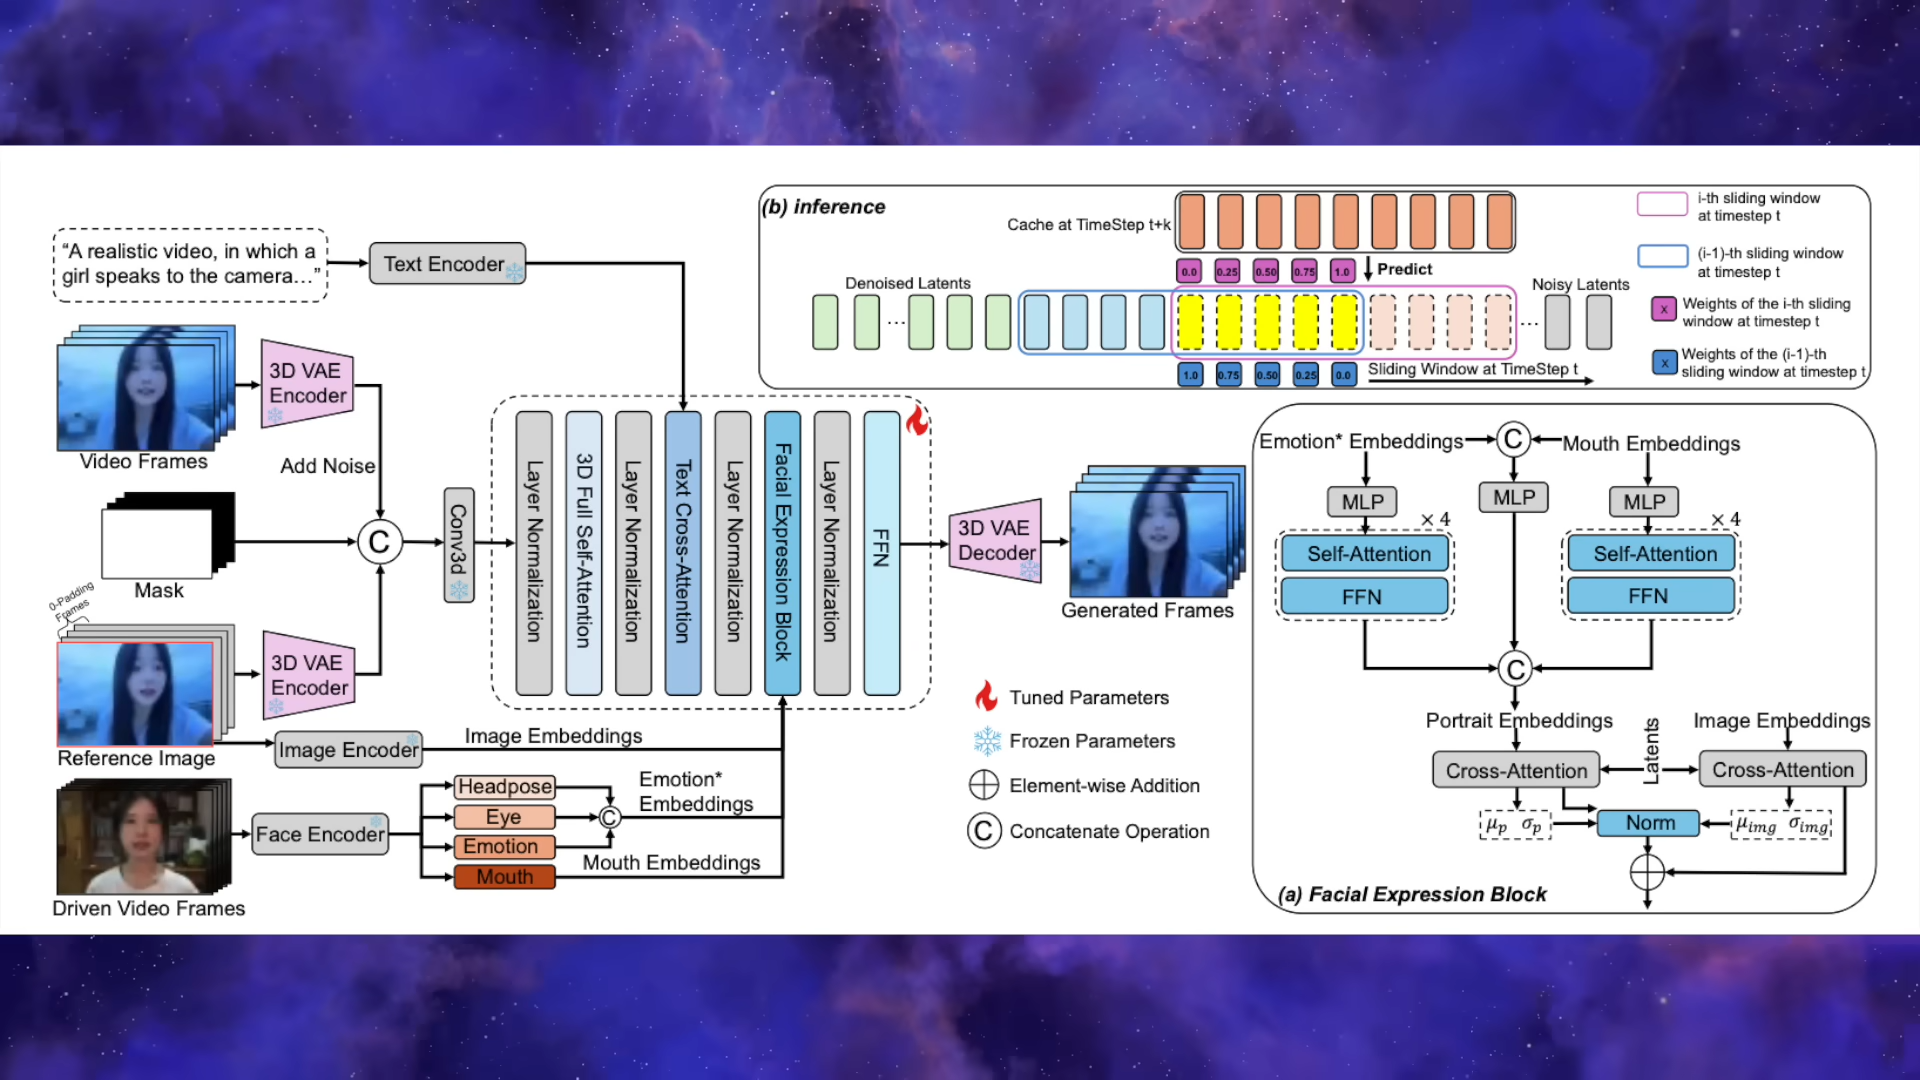 “A realistic video, in which a
girl speaks to the camera…”
Text Encoder
Video Frames
3D VAE
Encoder
Add Noise
Mask
C
Conv3d
0-Padding
Frames
3D VAE
Encoder
Reference Image
Image Encoder
Image Embeddings
Driven Video Frames
Face Encoder
Headpose
Eye
Emotion
Mouth
C
Emotion*
Embeddings
Mouth Embeddings
Layer Normalization
3D Full Self-Attention
Layer Normalization
Text Cross-Attention
Layer Normalization
Facial Expression Block
Layer Normalization
FFN
3D VAE
Decoder
Generated Frames
Tuned Parameters
Frozen Parameters
Element-wise Addition
C Concatenate Operation
(b) inference
Cache at TimeStep t+k
0.0 0.25 0.50 0.75 1.0
Predict
Denoised Latents
...
Noisy Latents
...
1.0 0.75 0.50 0.25 0.0
Sliding Window at TimeStep t
i-th sliding window
at timestep t
(i-1)-th sliding window
at timestep t
x Weights of the i-th sliding
window at timestep t
x Weights of the (i-1)-th
sliding window at timestep t
Emotion* Embeddings C Mouth Embeddings
MLP MLP MLP
× 4 × 4
Self-Attention Self-Attention
FFN FFN
C
Portrait Embeddings
Latents
Image Embeddings
Cross-Attention Cross-Attention
μp σp Norm μimg σimg
(a) Facial Expression Block